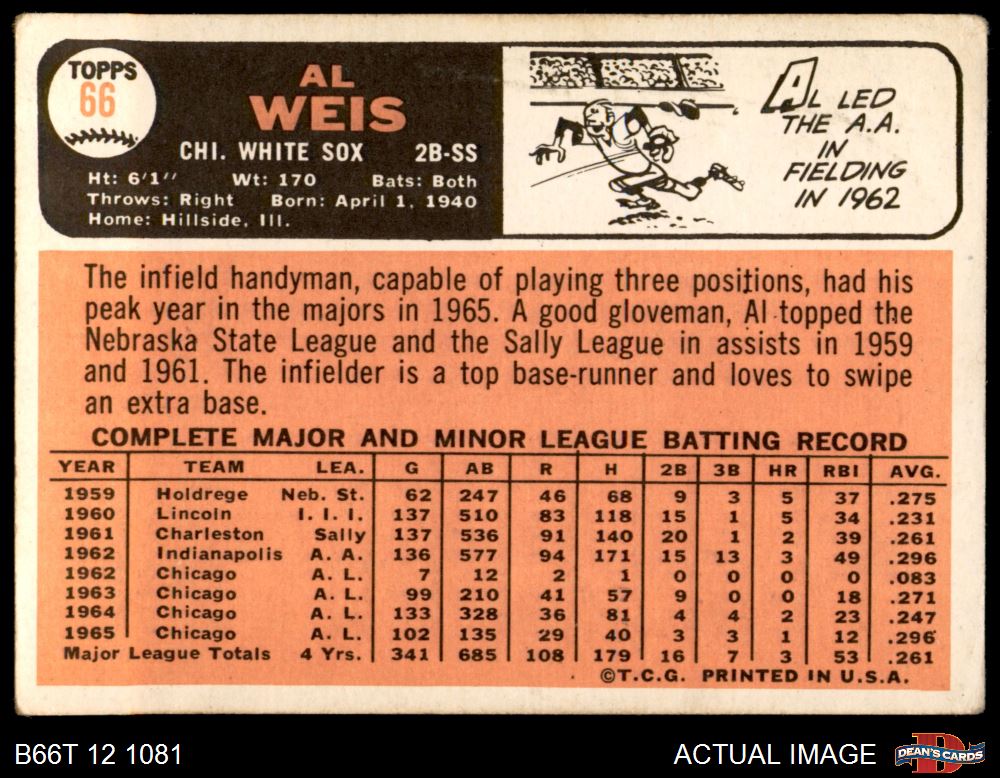 TOPPS
66
AL
WEIS
CHI. WHITE SOX 2B-SS
Ht: 6'1" Wt: 170 Bats: Both
Throws: Right Born: April 1, 1940
Home: Hillside, Ill.
AL LED
THE A.A.
IN
FIELDING
IN 1962
The infield handyman, capable of playing three positions, had his
peak year in the majors in 1965. A good gloveman, Al topped the
Nebraska State League and the Sally League in assists in 1959
and 1961. The infielder is a top base-runner and loves to swipe
an extra base.
COMPLETE MAJOR AND MINOR LEAGUE BATTING RECORD
YEAR TEAM LEA. G AB R H 2B 3B HR RBI AVG.
1959 Holdrege Neb. St. 62 247 46 68 9 3 5 37 .275
1960 Lincoln I. I. I. 137 510 83 118 15 1 5 34 .231
1961 Charleston Sally 137 536 91 140 20 1 2 39 .261
1962 Indianapolis A. A. 136 577 94 171 15 13 3 49 .296
1962 Chicago A. L. 7 12 2 1 0 0 0 0 .083
1963 Chicago A. L. 99 210 41 57 9 0 0 18 .271
1964 Chicago A. L. 133 328 36 81 4 4 2 23 .247
1965 Chicago A. L. 102 135 29 40 3 3 1 12 .296
Major League Totals 4 Yrs. 341 685 108 179 16 7 3 53 .261
©T.C.G. PRINTED IN U.S.A.
B66T 12 1081
ACTUAL IMAGE
DEAN'S CARDS